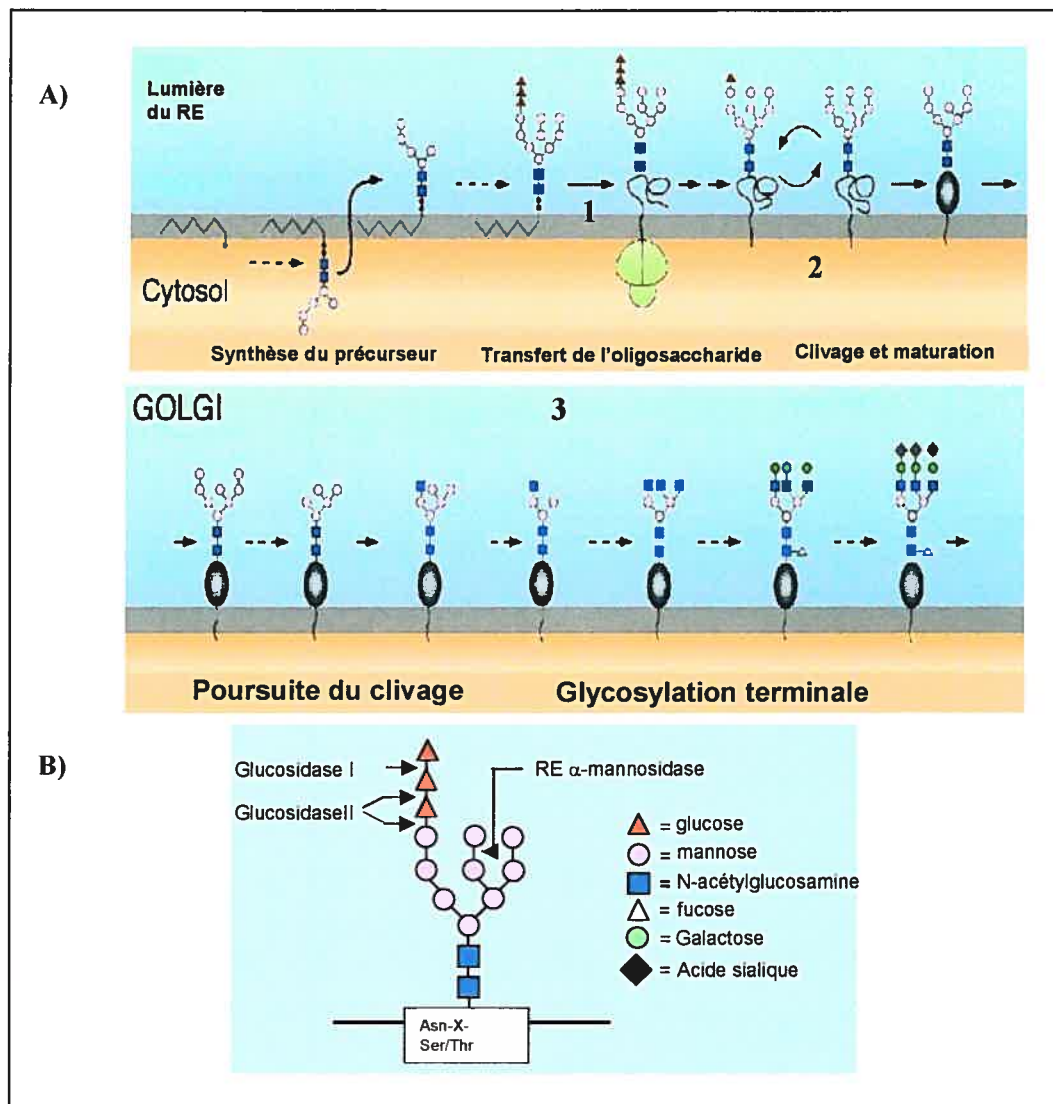 A)
Lumière
du RE
1
2
Cytosol
Synthèse du précurseur
Transfert de l'oligosaccharide
Clivage et maturation
GOLGI
3
Poursuite du clivage
Glycosylation terminale
B)
Glucosidase I
GlucosidaseII
RE α-mannosidase
= glucose
= mannose
= N-acétylglucosamine
= fucose
= Galactose
= Acide sialique
Asn-X-
Ser/Thr